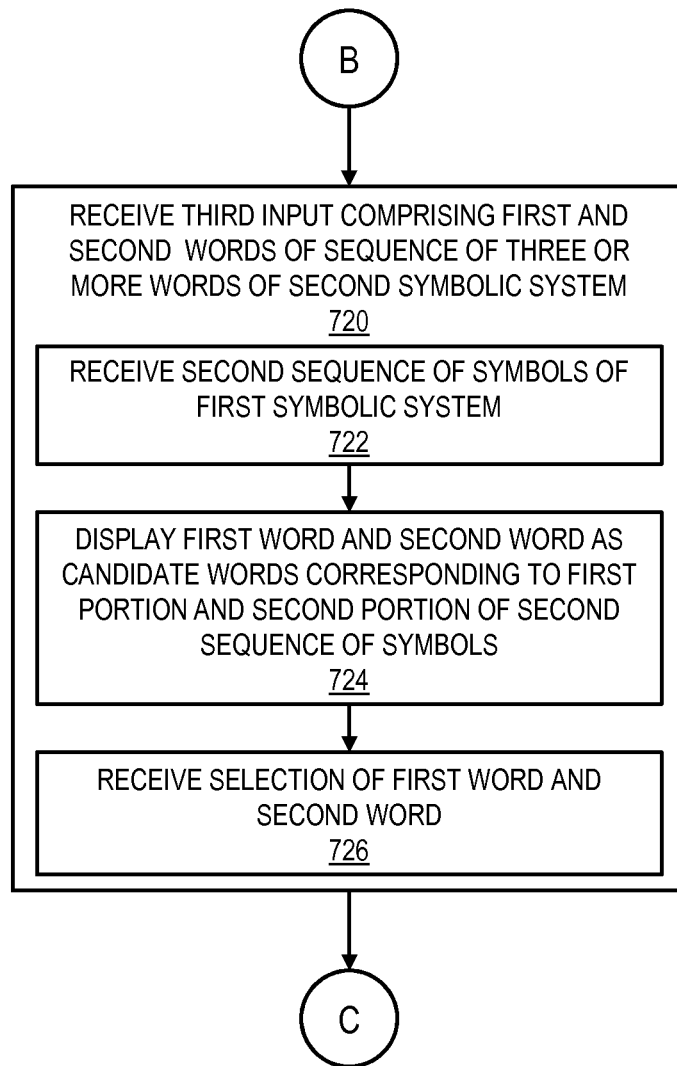 B
RECEIVE THIRD INPUT COMPRISING FIRST AND
SECOND WORDS OF SEQUENCE OF THREE OR
MORE WORDS OF SECOND SYMBOLIC SYSTEM
720
RECEIVE SECOND SEQUENCE OF SYMBOLS OF
FIRST SYMBOLIC SYSTEM
722
DISPLAY FIRST WORD AND SECOND WORD AS
CANDIDATE WORDS CORRESPONDING TO FIRST
PORTION AND SECOND PORTION OF SECOND
SEQUENCE OF SYMBOLS
724
RECEIVE SELECTION OF FIRST WORD AND
SECOND WORD
726
C